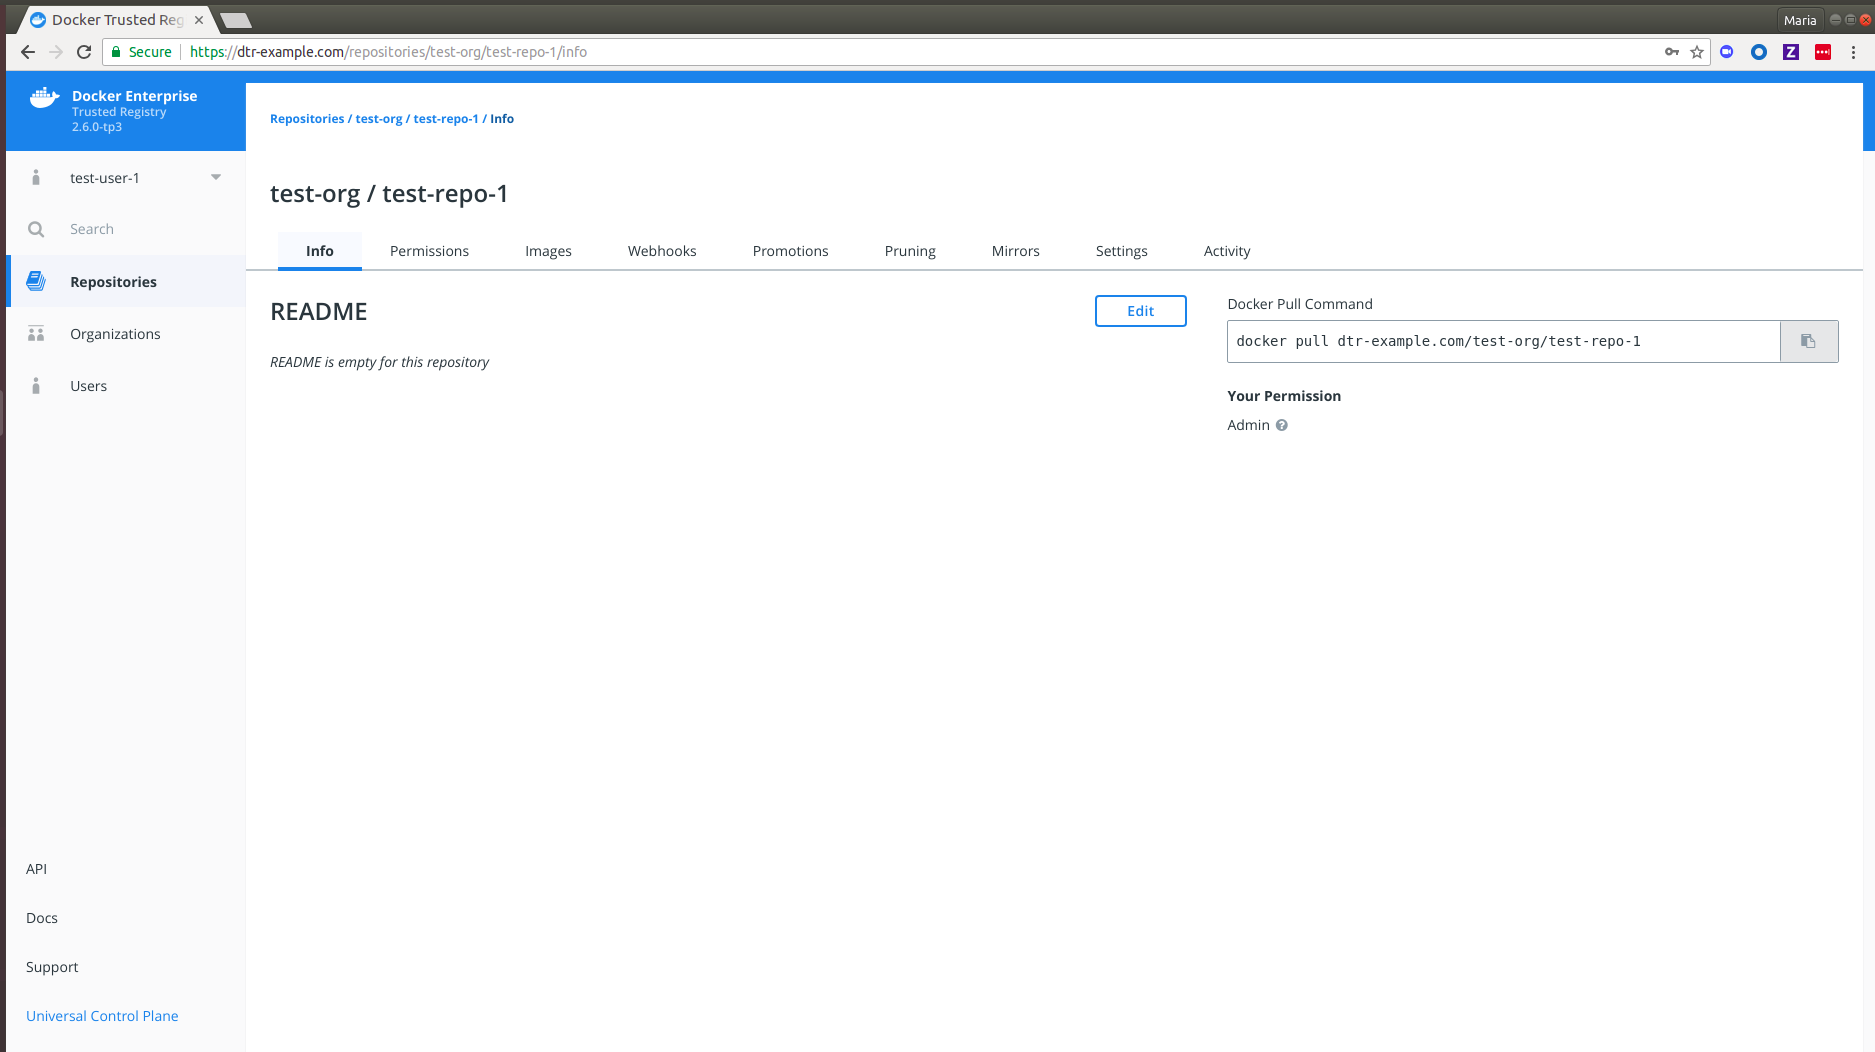 Docker Trusted Reg
Maria
Secure
https://dtr-example.com/repositories/test-org/test-repo-1/info
Z
Docker Enterprise
Trusted Registry
2.6.0-tp3
test-user-1
Search
Repositories
Organizations
Users
API
Docs
Support
Universal Control Plane
Repositories / test-org / test-repo-1 / Info
test-org / test-repo-1
Info Permissions Images Webhooks Promotions Pruning Mirrors Settings Activity
README
Edit
README is empty for this repository
Docker Pull Command
docker pull dtr-example.com/test-org/test-repo-1
Your Permission
Admin ?